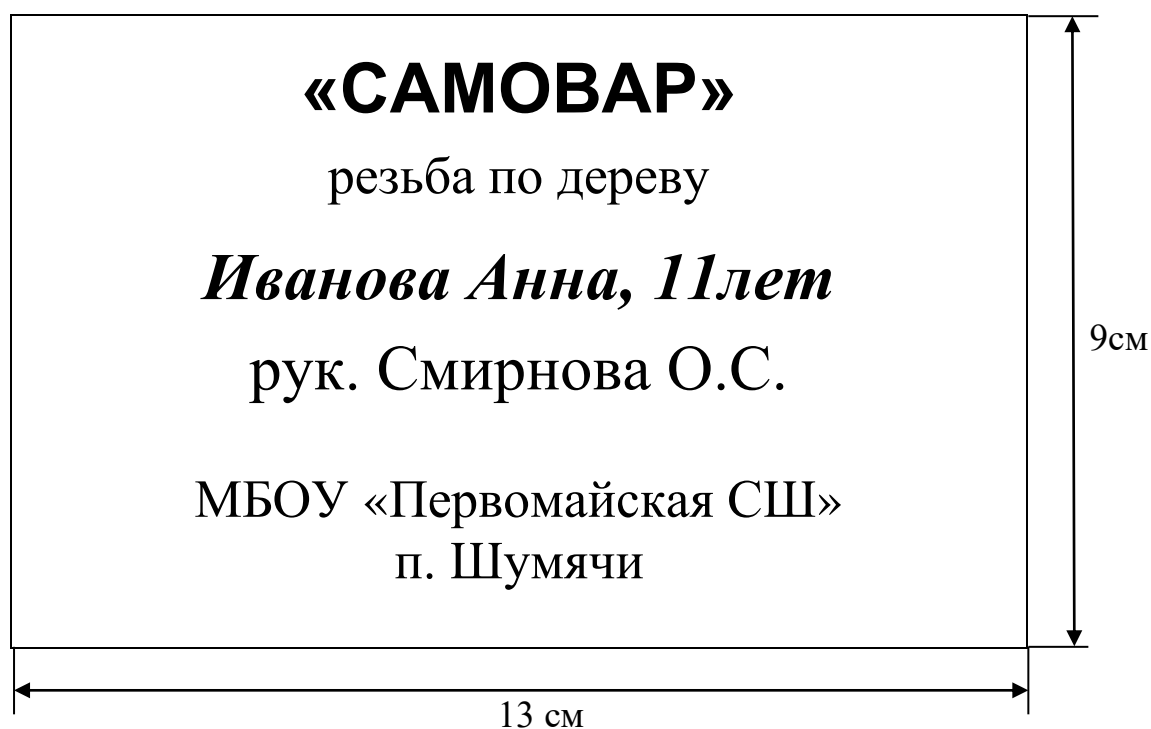 «САМОВАР»
резьба по дереву
Иванова Анна, 11лет
рук. Смирнова О.С.
МБОУ «Первомайская СШ»
п. Шумячи
9см
13 см